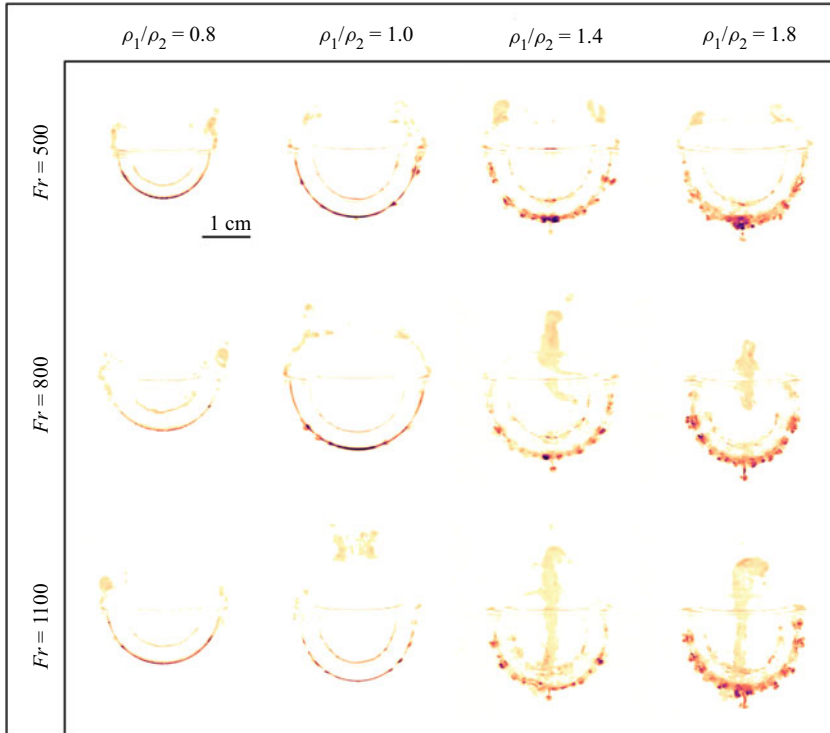 ρ₁/ρ₂ = 0.8 ρ₁/ρ₂ = 1.0 ρ₁/ρ₂ = 1.4 ρ₁/ρ₂ = 1.8
Fr = 500
1 cm
Fr = 800
Fr = 1100